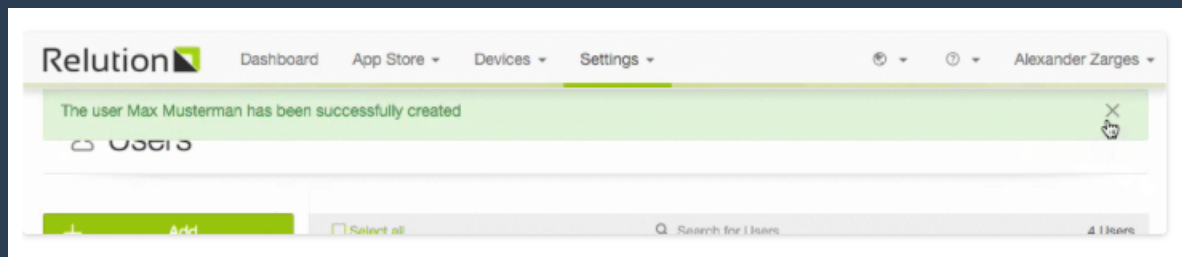 Relution Dashboard App Store Devices Settings Alexander Zarges
The user Max Musterman has been successfully created
Users
Add Select all Search for Users 4 Users